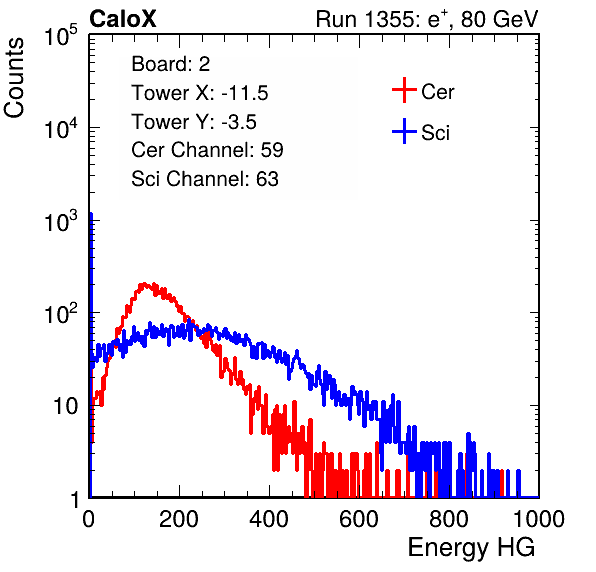 CaloX Run 1355: e⁺, 80 GeV
Counts
10⁵
10⁴
10³
10²
10
1
Board: 2
Tower X: -11.5
Tower Y: -3.5
Cer Channel: 59
Sci Channel: 63
Cer
Sci
0 200 400 600 800 1000
Energy HG